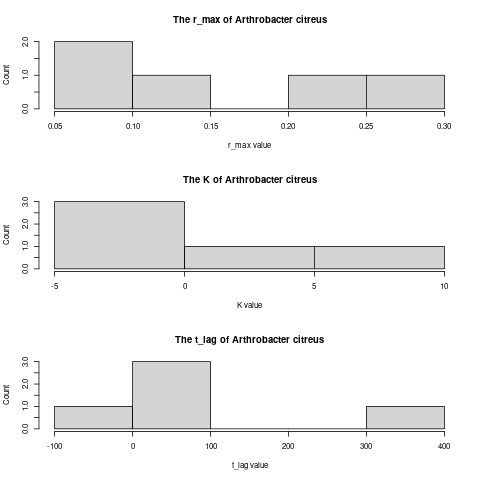 The r_max of Arthrobacter citreus
Count
2.0
1.0
0.0
0.05 0.10 0.15 0.20 0.25 0.30
r_max value
The K of Arthrobacter citreus
Count
3.0
2.0
1.0
0.0
-5 0 5 10
K value
The t_lag of Arthrobacter citreus
Count
3.0
2.0
1.0
0.0
-100 0 100 200 300 400
t_lag value